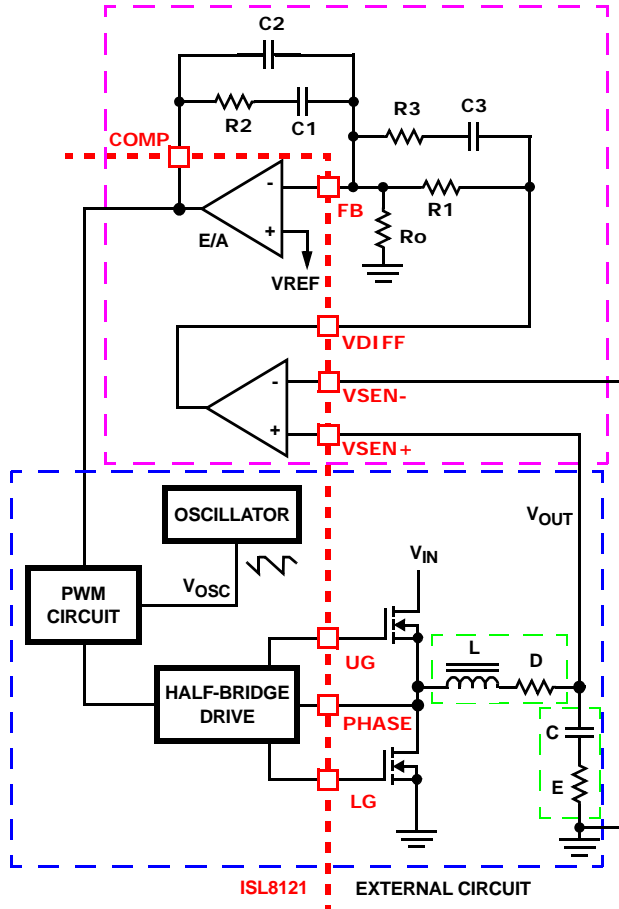 C2
R2
C1
R3
C3
COMP
-
+
E/A
VREF
FB
Ro
R1
VDIFF
-
+
VSEN-
VSEN+
OSCILLATOR
VOSC
PWM
CIRCUIT
HALF-BRIDGE
DRIVE
VIN
VOUT
UG
PHASE
LG
L
D
C
E
ISL8121
EXTERNAL CIRCUIT